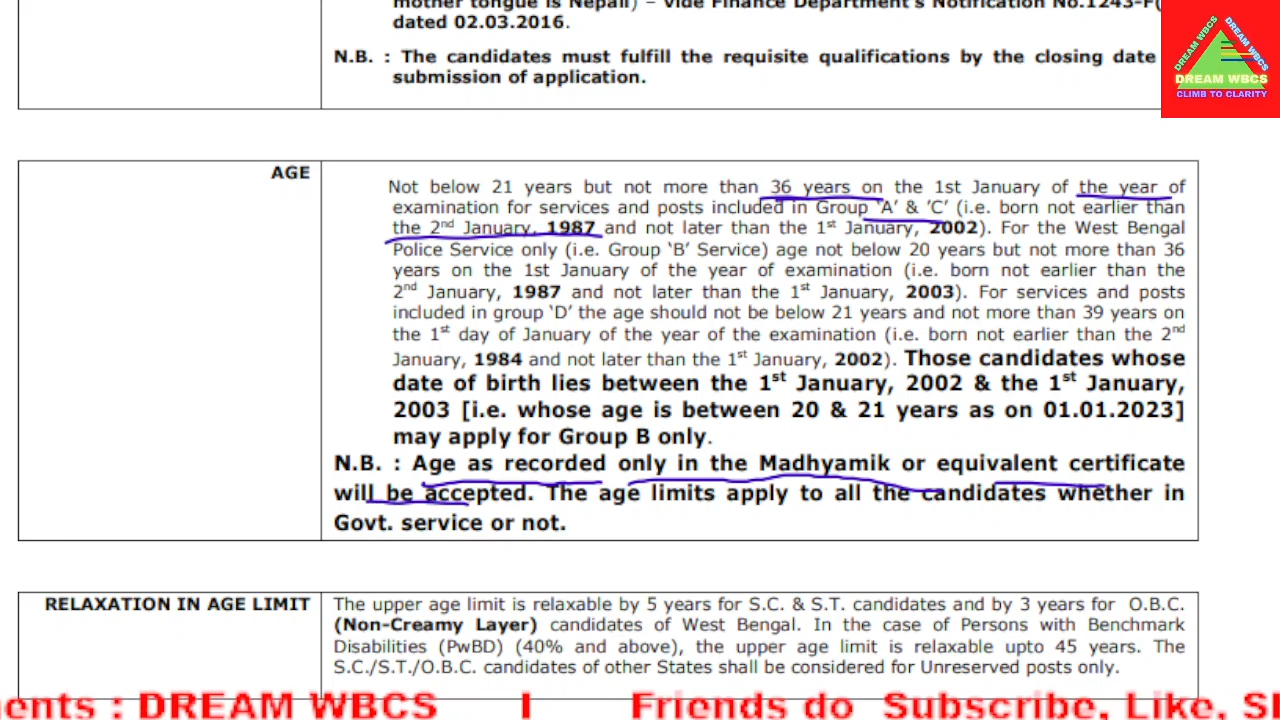 mother tongue is Nepali) – vide Finance Department's Notification No.1243-F(
dated 02.03.2016.
N.B. : The candidates must fulfill the requisite qualifications by the closing date
submission of application.
DREAM WBCS
DREAM WBCS
DREAM WBCS
CLIMB TO CLARITY
AGE
Not below 21 years but not more than 36 years on the 1st January of the year of
examination for services and posts included in Group 'A' & 'C' (i.e. born not earlier than
the 2nd January, 1987 and not later than the 1st January, 2002). For the West Bengal
Police Service only (i.e. Group 'B' Service) age not below 20 years but not more than 36
years on the 1st January of the year of examination (i.e. born not earlier than the
2nd January, 1987 and not later than the 1st January, 2003). For services and posts
included in group 'D' the age should not be below 21 years and not more than 39 years on
the 1st day of January of the year of the examination (i.e. born not earlier than the 2nd
January, 1984 and not later than the 1st January, 2002). Those candidates whose
date of birth lies between the 1st January, 2002 & the 1st January,
2003 [i.e. whose age is between 20 & 21 years as on 01.01.2023]
may apply for Group B only.
N.B. : Age as recorded only in the Madhyamik or equivalent certificate
will be accepted. The age limits apply to all the candidates whether in
Govt. service or not.
RELAXATION IN AGE LIMIT
The upper age limit is relaxable by 5 years for S.C. & S.T. candidates and by 3 years for O.B.C.
(Non-Creamy Layer) candidates of West Bengal. In the case of Persons with Benchmark
Disabilities (PwBD) (40% and above), the upper age limit is relaxable upto 45 years. The
S.C./S.T./O.B.C. candidates of other States shall be considered for Unreserved posts only.
ents : DREAM WBCS I Friends do Subscribe, Like,